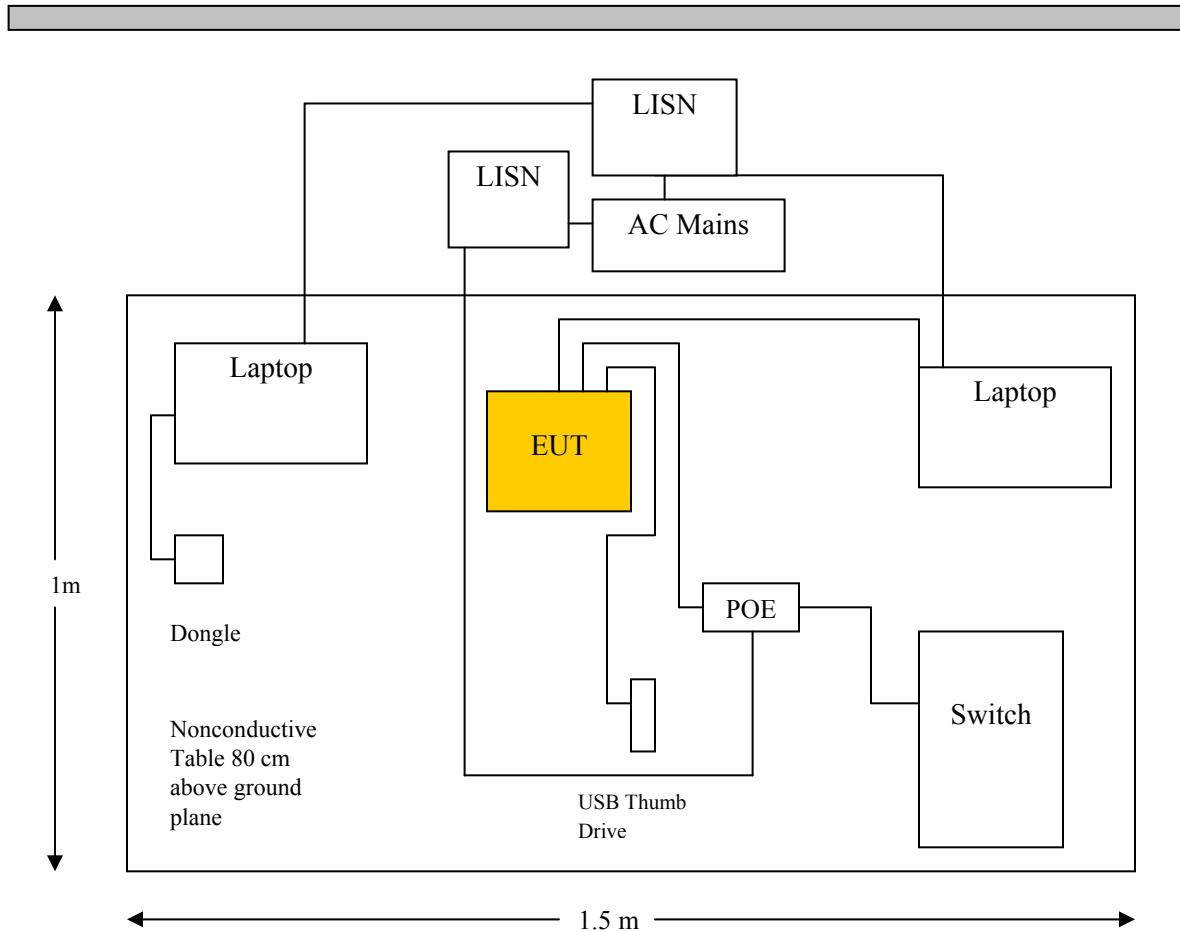 LISN
LISN
AC Mains
Laptop
Laptop
EUT
1m
POE
Dongle
Switch
Nonconductive
Table 80 cm
above ground
plane
USB Thumb
Drive
1.5 m